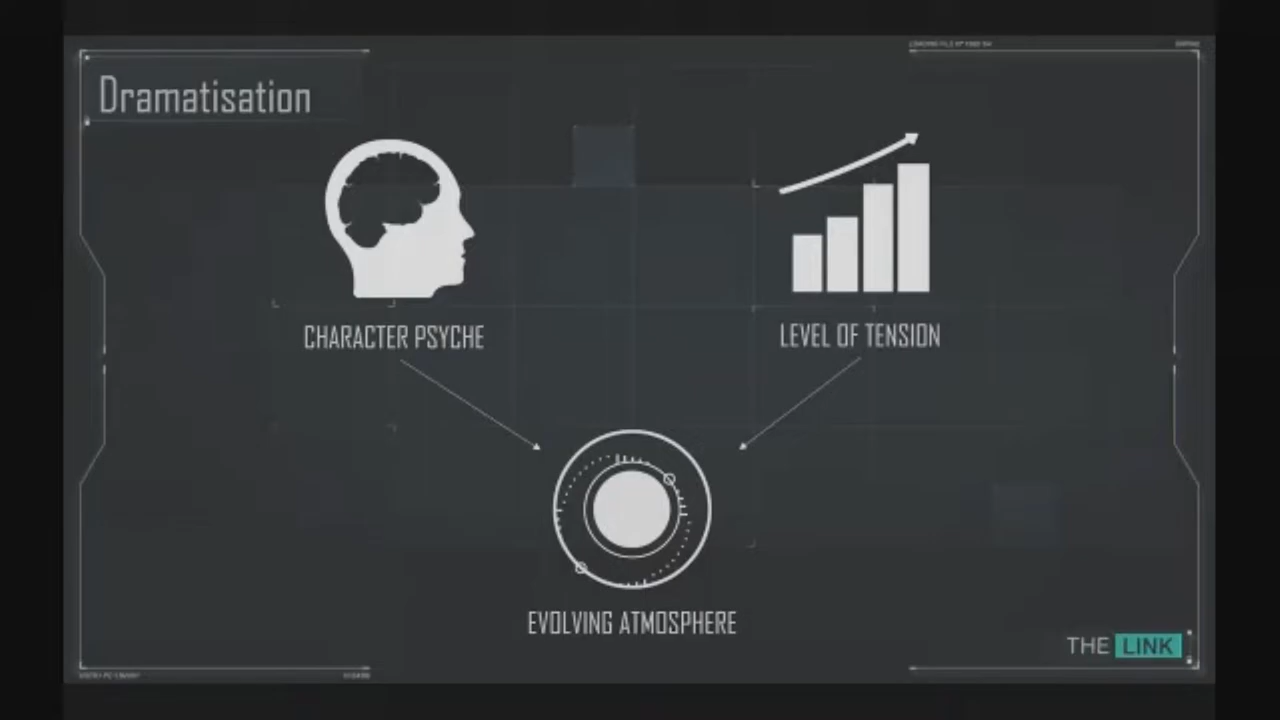 Dramatisation
CHARACTER PSYCHE
LEVEL OF TENSION
EVOLVING ATMOSPHERE
THE LINK